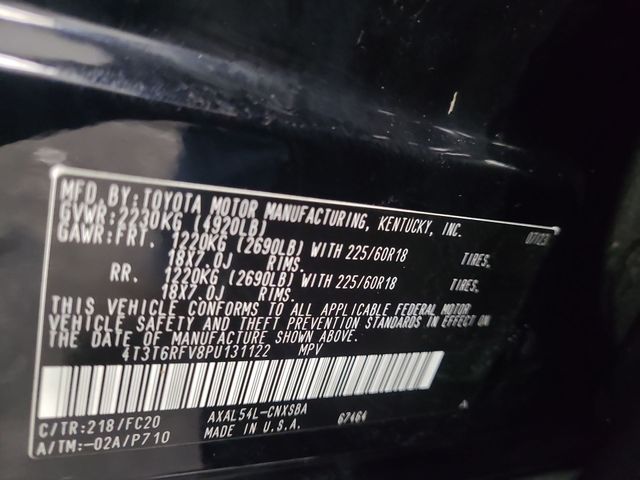 MFD. BY: TOYOTA MOTOR MANUFACTURING, KENTUCKY, INC.
GVWR: 2230KG (4920LB) 07/23
GAWR: FRT. 1220KG (2690LB) WITH 225/60R18 TIRES,
18X7.0J RIMS.
RR. 1220KG (2690LB) WITH 225/60R18 TIRES,
18X7.0J RIMS.
THIS VEHICLE CONFORMS TO ALL APPLICABLE FEDERAL MOTOR
VEHICLE SAFETY AND THEFT PREVENTION STANDARDS IN EFFECT ON
THE DATE OF MANUFACTURE SHOWN ABOVE.
4T3T6RFV8PU131122 MPV
C/TR: 218/FC20 AXAL54L-CNXSBA 67464 A
A/TM: -02A/P710 MADE IN U.S.A.